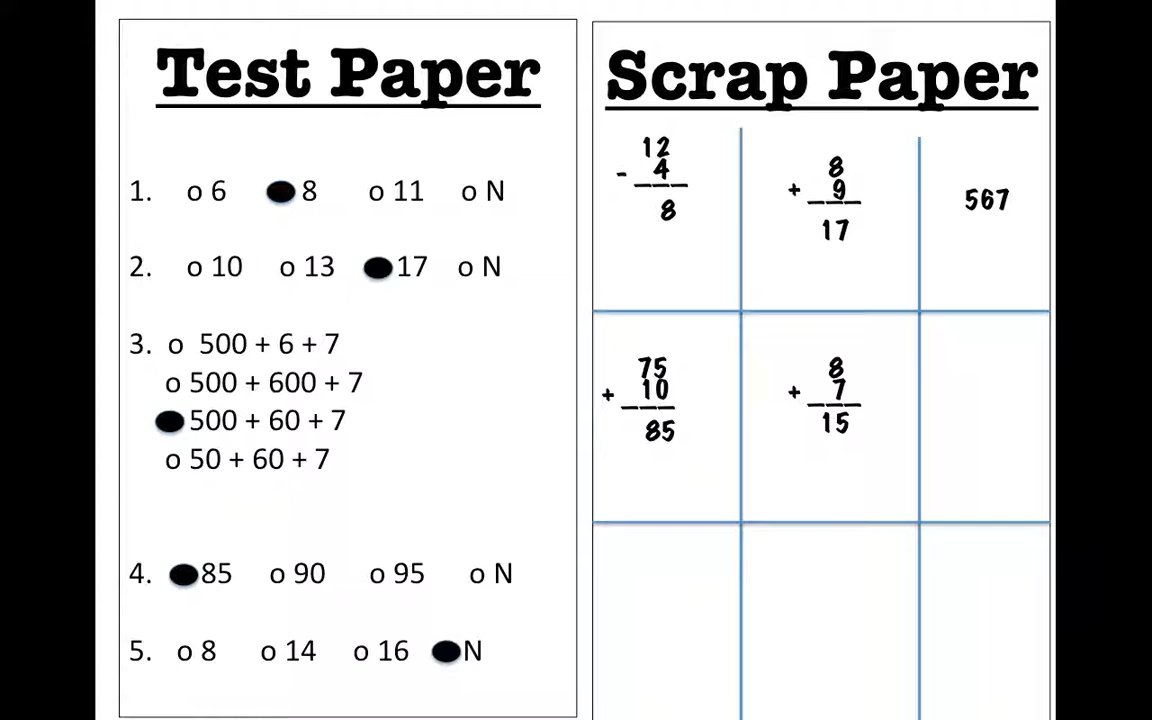 Test Paper
1. o 6 8 o 11 o N
2. o 10 o 13 17 o N
3. o 500 + 6 + 7
o 500 + 600 + 7
500 + 60 + 7
o 50 + 60 + 7
4. 85 o 90 o 95 o N
5. o 8 o 14 o 16 N
Scrap Paper
12
- 4
8
8
+ 9
17
567
75
+ 10
85
8
+ 7
15